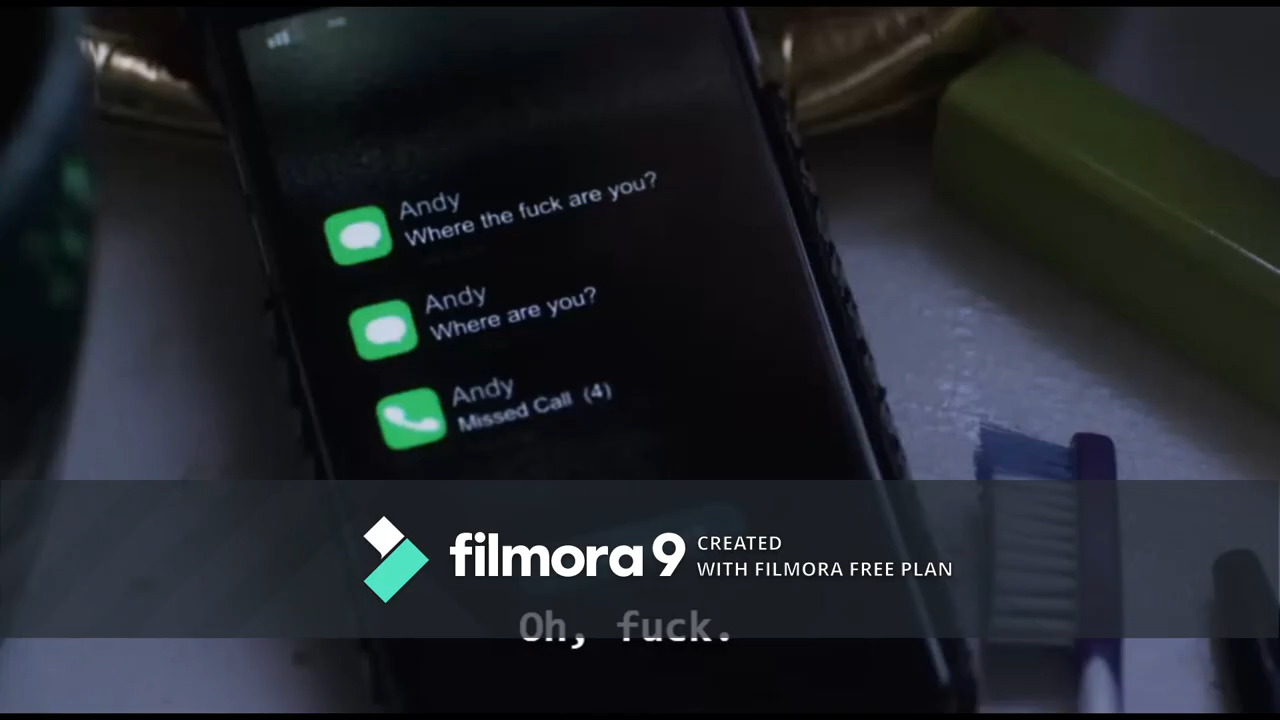 Andy
Where the fuck are you?
Andy
Where are you?
Andy
Missed Call (4)
filmora9
CREATED
WITH FILMORA FREE PLAN
Oh, fuck.